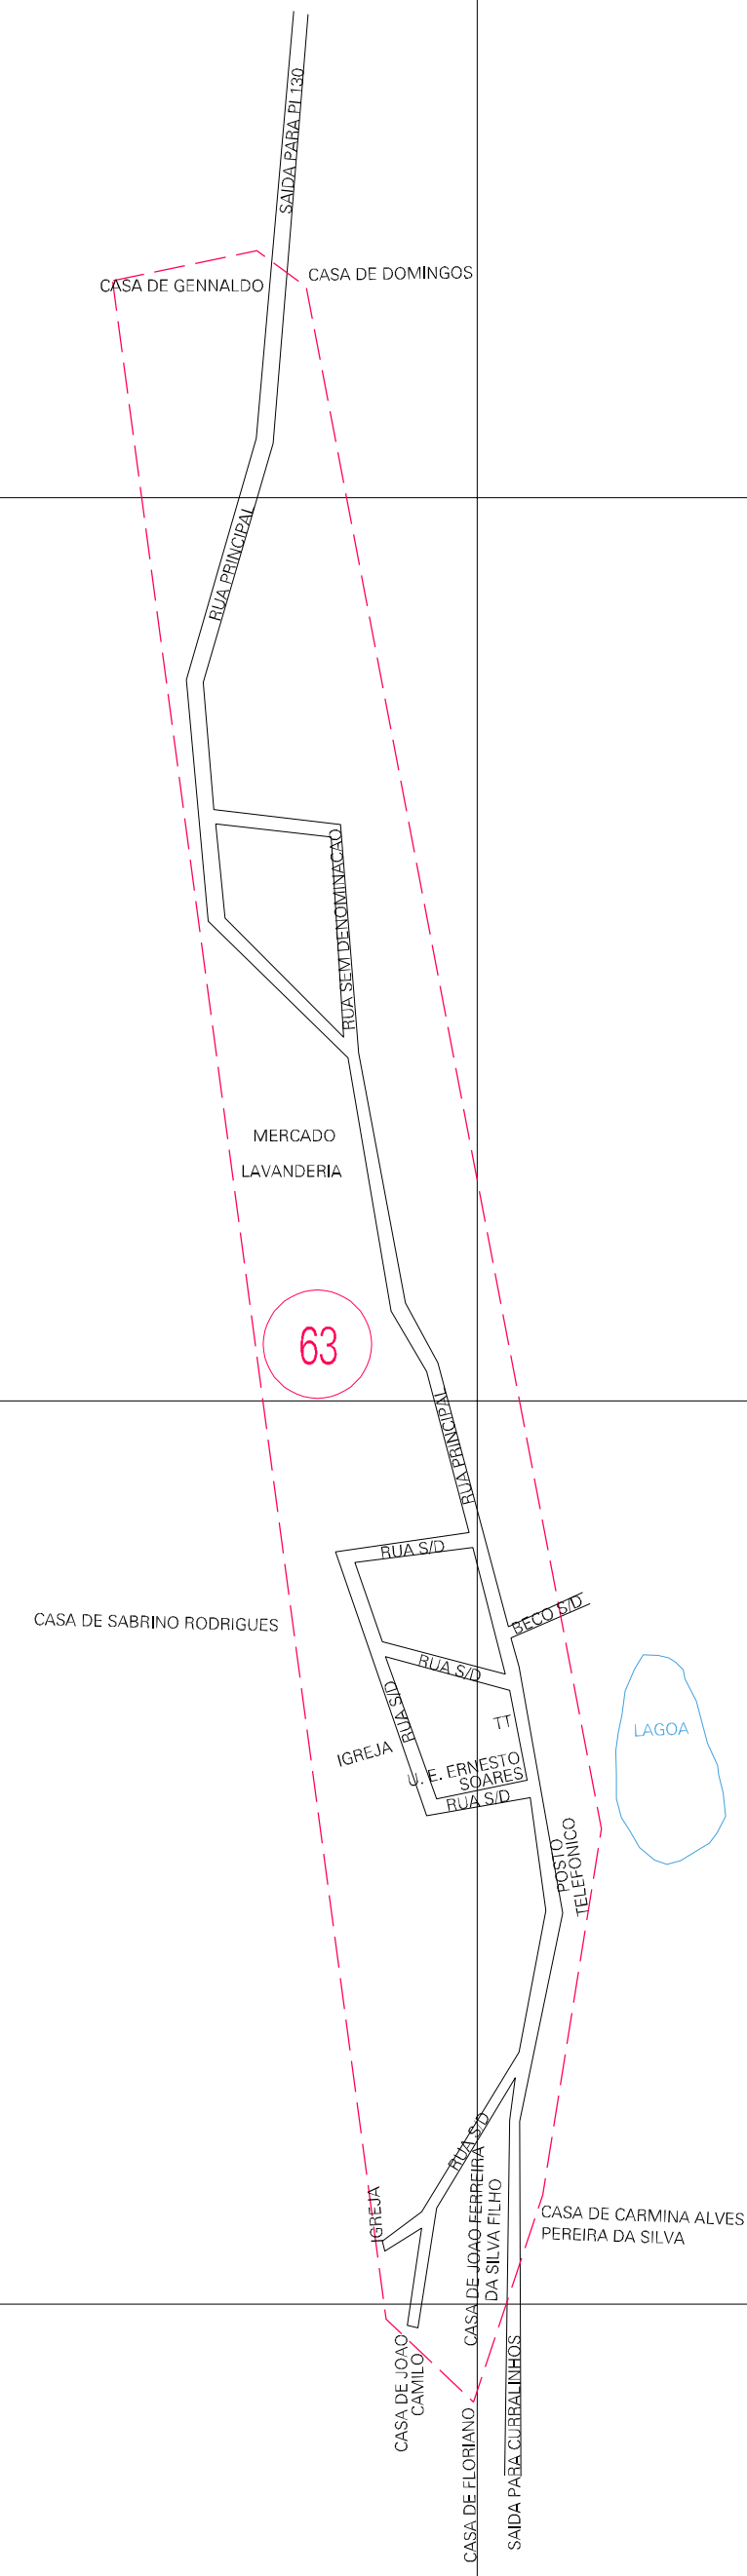 SAIDA PARA PI 130
CASA DE GENNALDO
CASA DE DOMINGOS
RUA PRINCIPAL
RUA SEM DENOMINACAO
MERCADO
LAVANDERIA
63
RUA PRINCIPAL
RUA S/D
BECO S/D
CASA DE SABRINO RODRIGUES
RUA S/D
RUA S/D
TT
LAGOA
IGREJA
U. E. ERNESTO
SOARES
RUA S/D
POSTO
TELEFONICO
RUA S/D
IGREJA
CASA DE JOAO FERREIRA
DA SILVA FILHO
CASA DE CARMINA ALVES
PEREIRA DA SILVA
CASA DE JOAO
CAMILO
CASA DE FLORIANO
SAIDA PARA CURRALINHOS